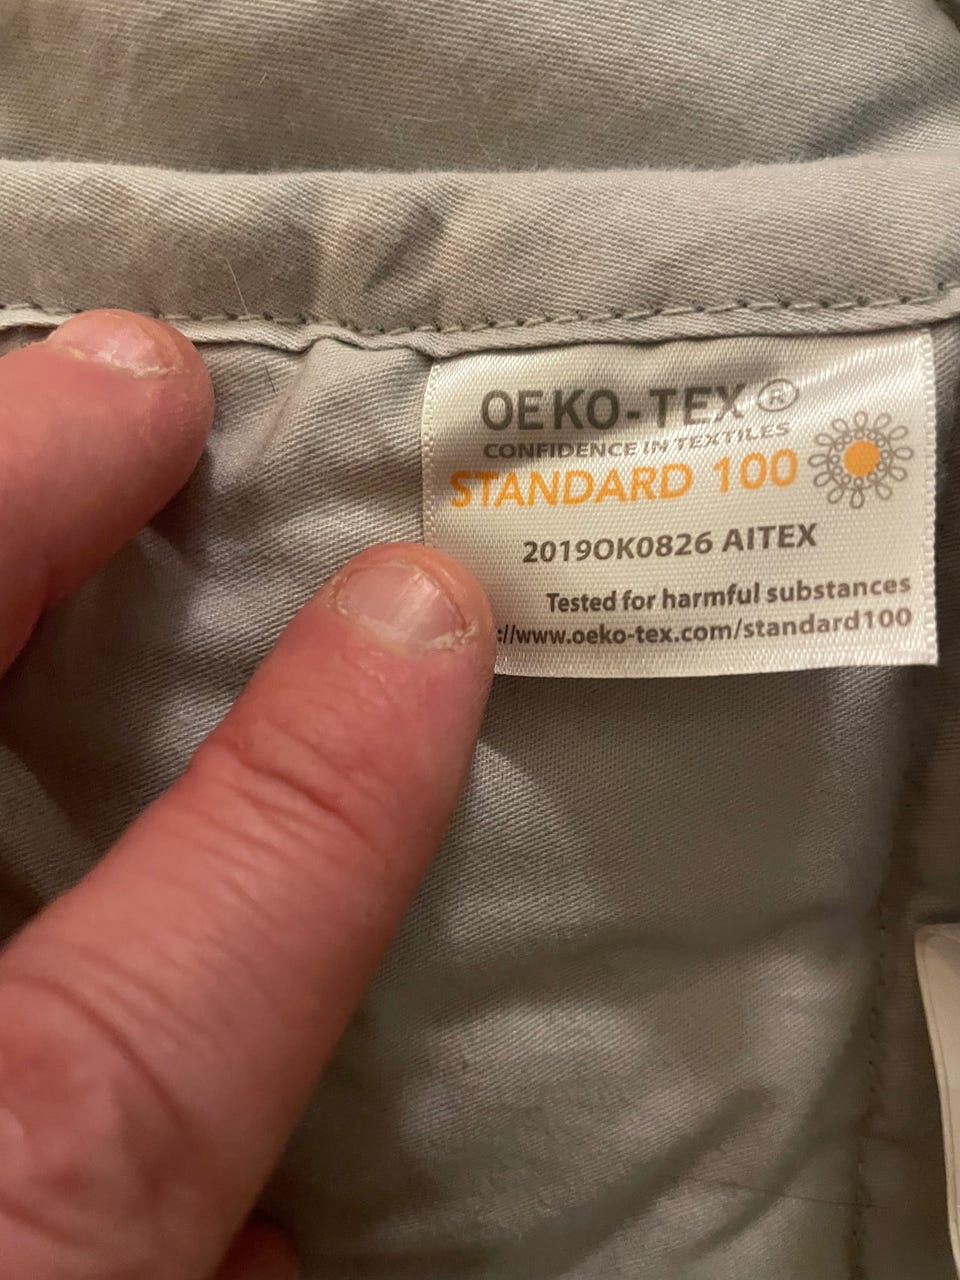 OEKO-TEX®
CONFIDENCE IN TEXTILES
STANDARD 100
2019OK0826 AITEX
Tested for harmful substances
://www.oeko-tex.com/standard100